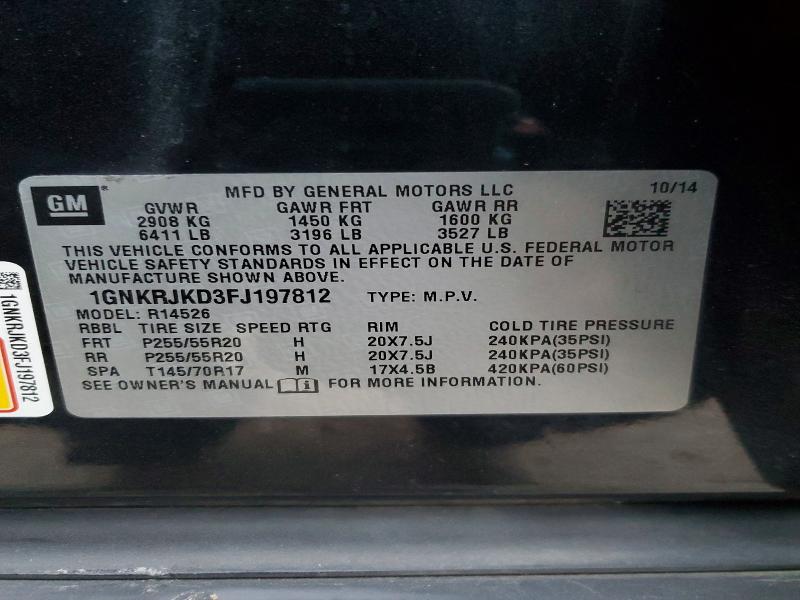 GM
MFD BY GENERAL MOTORS LLC 10/14
GVWR GAWR FRT GAWR RR
2908 KG 1450 KG 1600 KG
6411 LB 3196 LB 3527 LB
THIS VEHICLE CONFORMS TO ALL APPLICABLE U.S. FEDERAL MOTOR
VEHICLE SAFETY STANDARDS IN EFFECT ON THE DATE OF
MANUFACTURE SHOWN ABOVE.
1GNKRJKD3FJ197812 TYPE: M.P.V.
MODEL: R14526
RBBL TIRE SIZE SPEED RTG RIM COLD TIRE PRESSURE
FRT P255/55R20 H 20X7.5J 240KPA(35PSI)
RR P255/55R20 H 20X7.5J 240KPA(35PSI)
SPA T145/70R17 M 17X4.5B 420KPA(60PSI)
SEE OWNER'S MANUAL FOR MORE INFORMATION.
1GNKRJKD3FJ197812